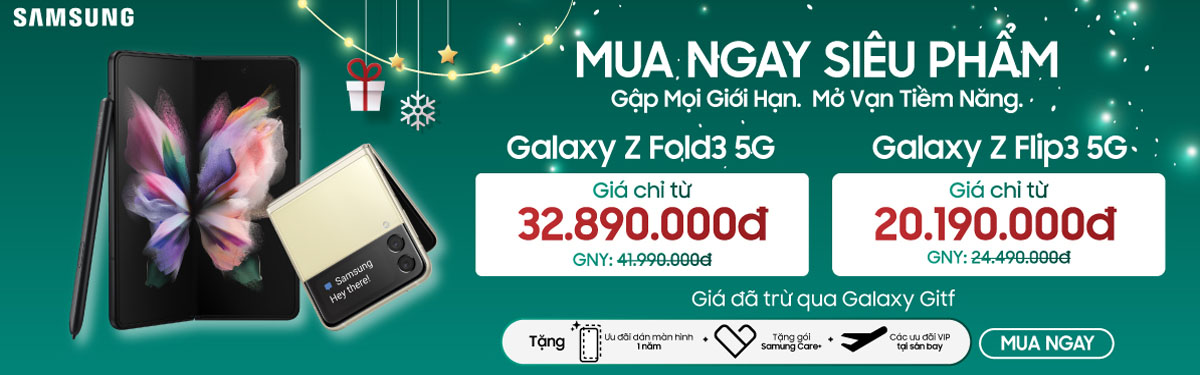 SAMSUNG
MUA NGAY SIÊU PHẨM
Gập Mọi Giới Hạn. Mở Vạn Tiềm Năng.
Galaxy Z Fold3 5G
Giá chỉ từ
32.890.000đ
GNY: 41.990.000đ
Galaxy Z Flip3 5G
Giá chỉ từ
20.190.000đ
GNY: 24.490.000đ
Samsung
Hey there!
Giá đã trừ qua Galaxy Gitf
Tặng
Ưu đãi dán màn hình
1 năm
+
Tặng gói
Samung Care+
+
Các ưu đãi VIP
tại sân bay
MUA NGAY